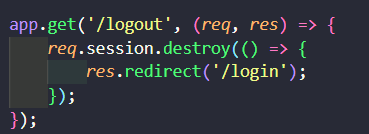 app.get('/logout', (req, res) => {
    req.session.destroy(() => {
        res.redirect('/login');
    });
});